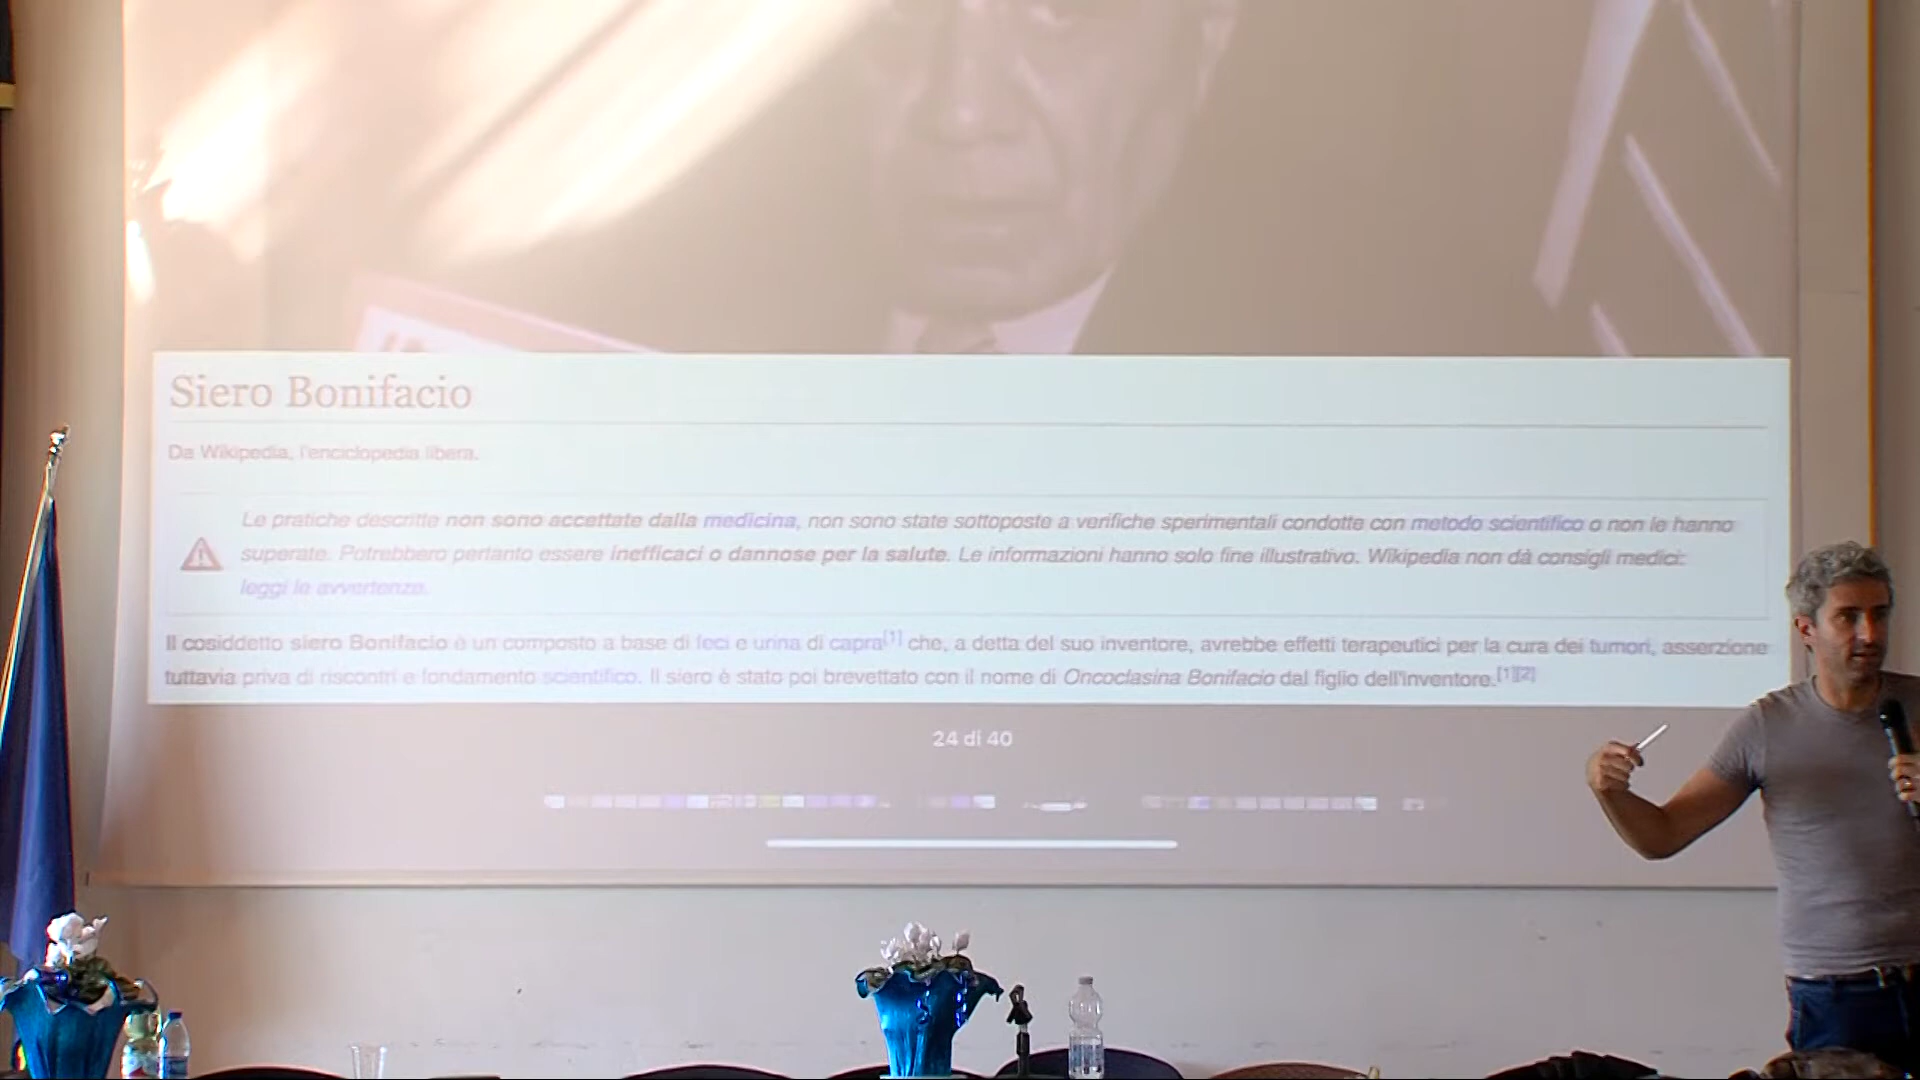 Siero Bonifacio
Da Wikipedia, l'enciclopedia libera.
Le pratiche descritte non sono accettate dalla medicina, non sono state sottoposte a verifiche sperimentali condotte con metodo scientifico o non le hanno
superate. Potrebbero pertanto essere inefficaci o dannose per la salute. Le informazioni hanno solo fine illustrativo. Wikipedia non dà consigli medici:
leggi le avvertenze.
Il cosiddetto siero Bonifacio è un composto a base di feci e urina di capra[1] che, a detta del suo inventore, avrebbe effetti terapeutici per la cura dei tumori, asserzione
tuttavia priva di riscontri e fondamento scientifico. Il siero è stato poi brevettato con il nome di Oncoclasina Bonifacio dal figlio dell'inventore.[1][2]
24 di 40